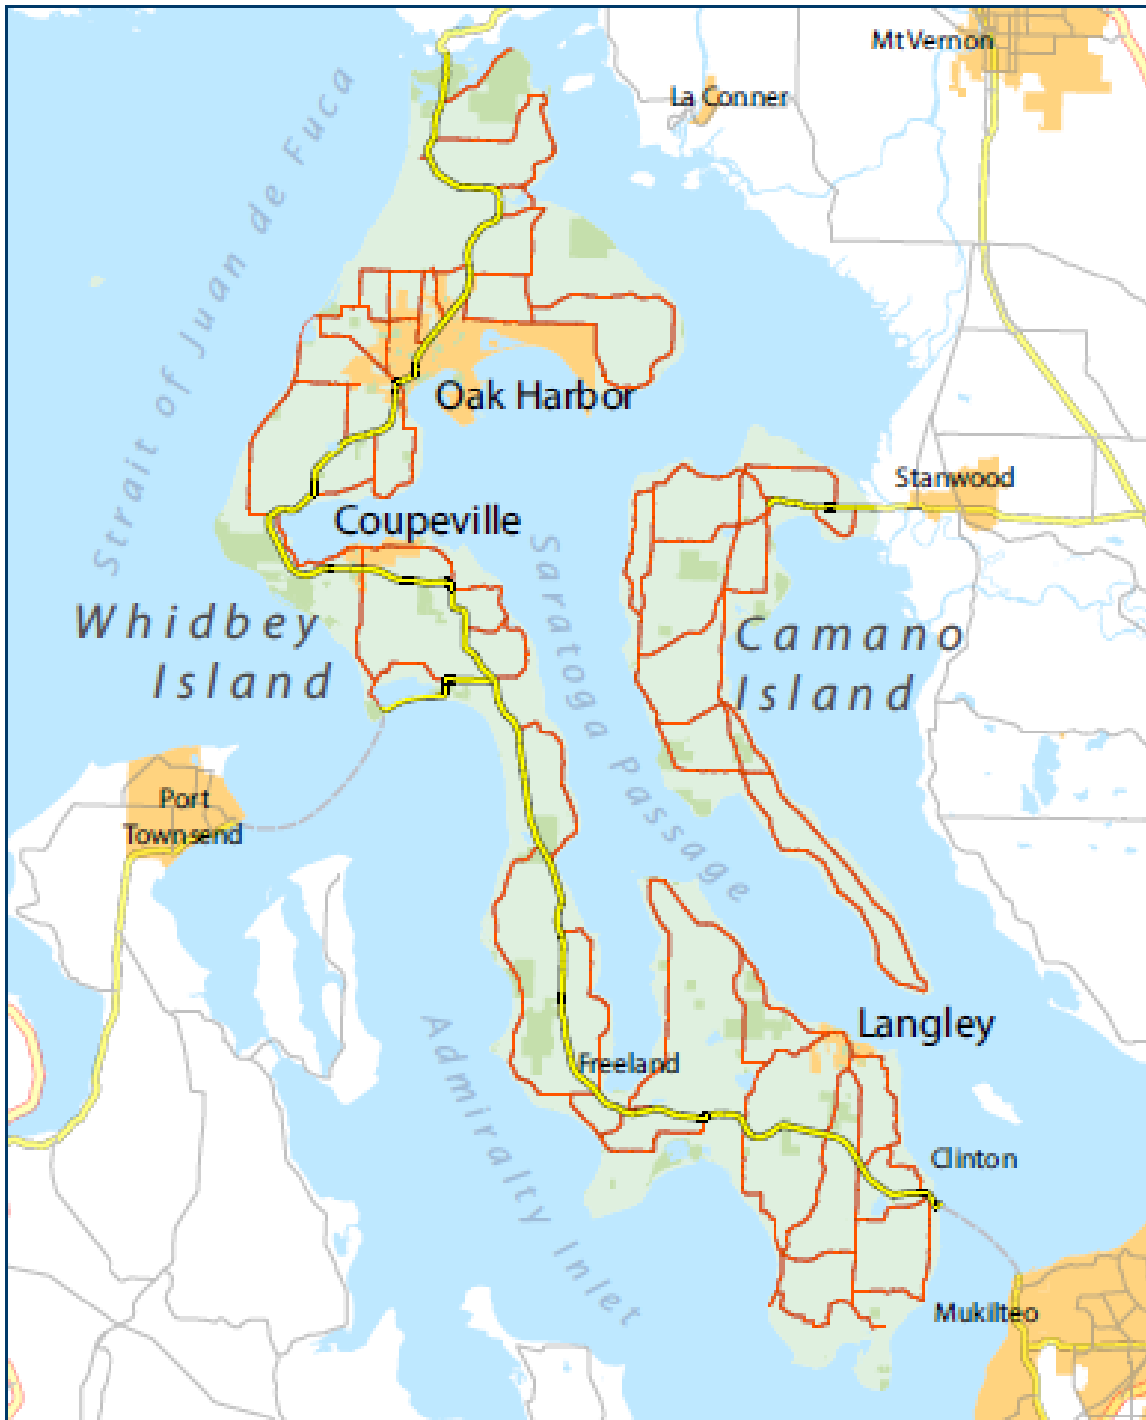 Mt Vernon
La Conner
Strait of Juan de Fuca
Oak Harbor
Stanwood
Coupeville
Saratoga Passage
Whidbey
Island
Camano
Island
Port
Townsend
Langley
Admiralty Inlet
Freeland
Clinton
Mukilteo